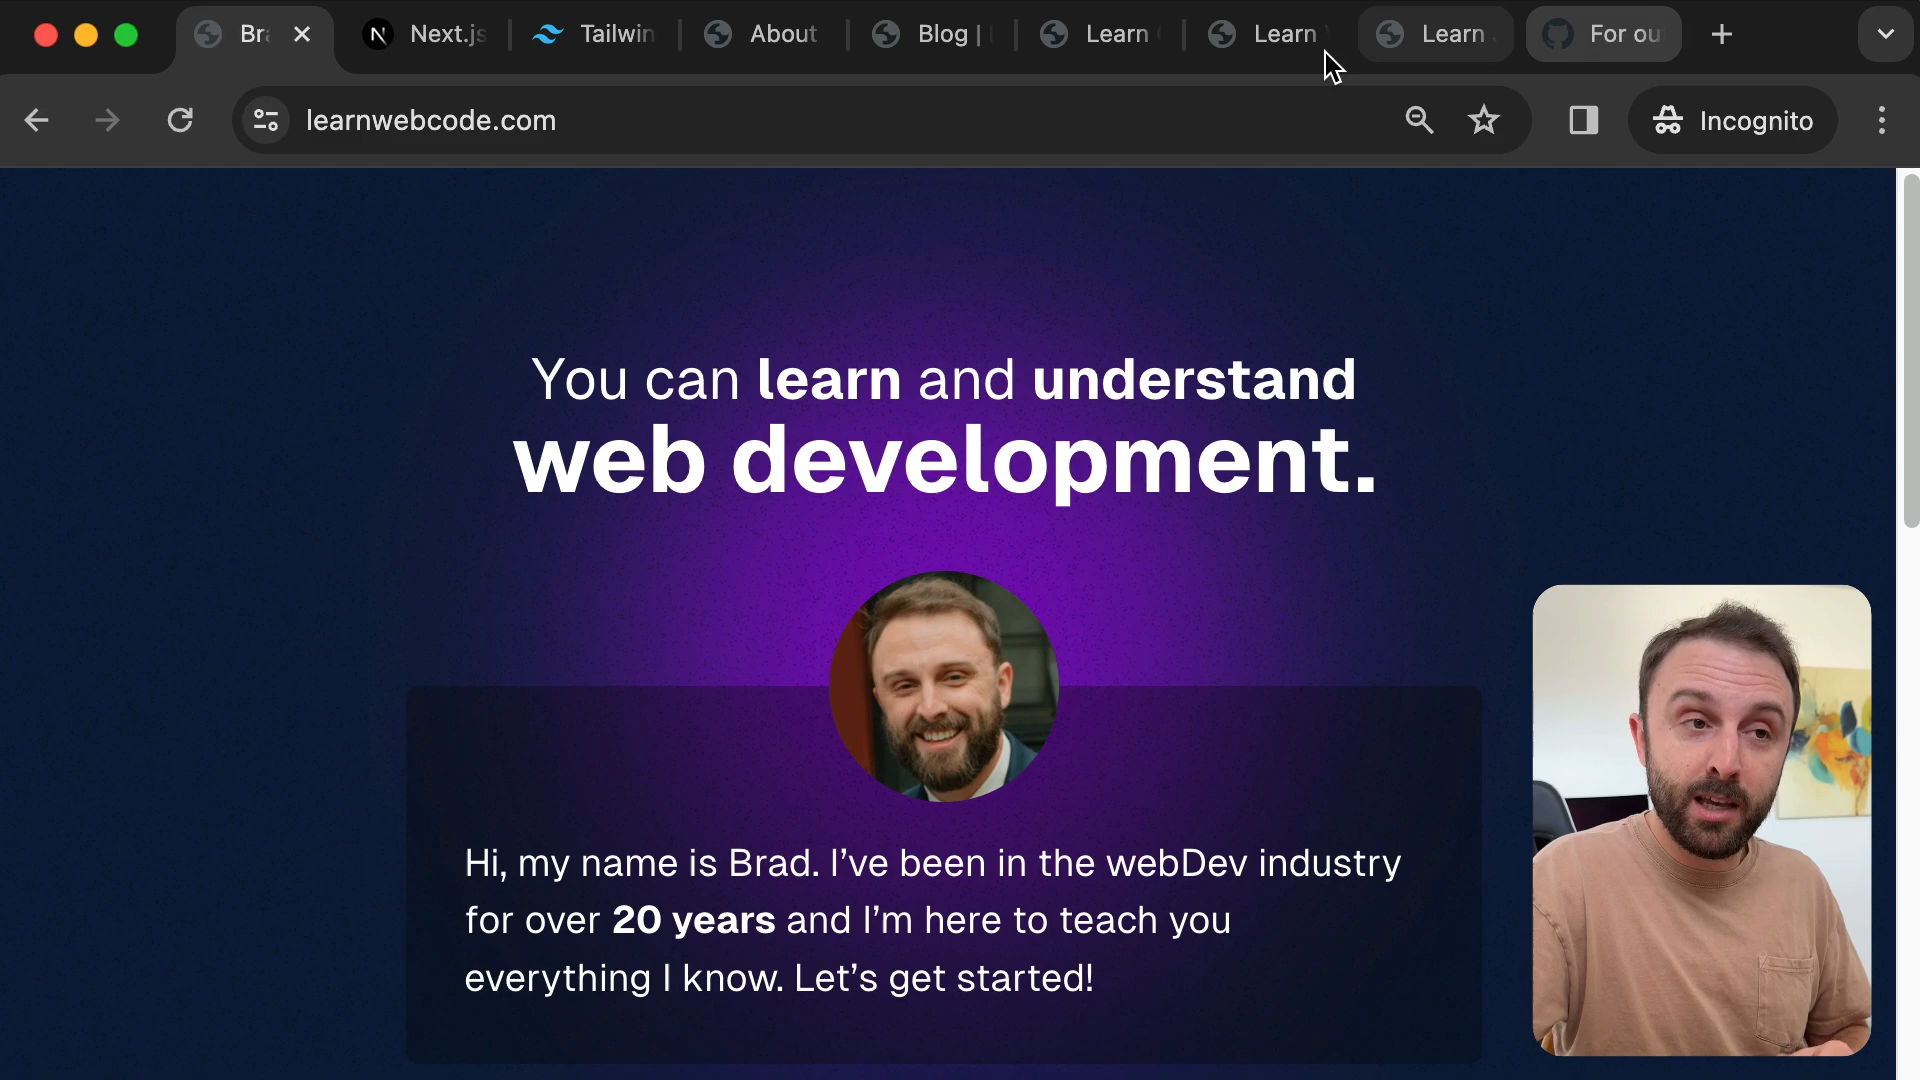 Bra
Next.js
Tailwin
About
Blog |
Learn
Learn
Learn
For ou
learnwebcode.com
Incognito
You can learn and understand
web development.
Hi, my name is Brad. I’ve been in the webDev industry
for over 20 years and I’m here to teach you
everything I know. Let’s get started!